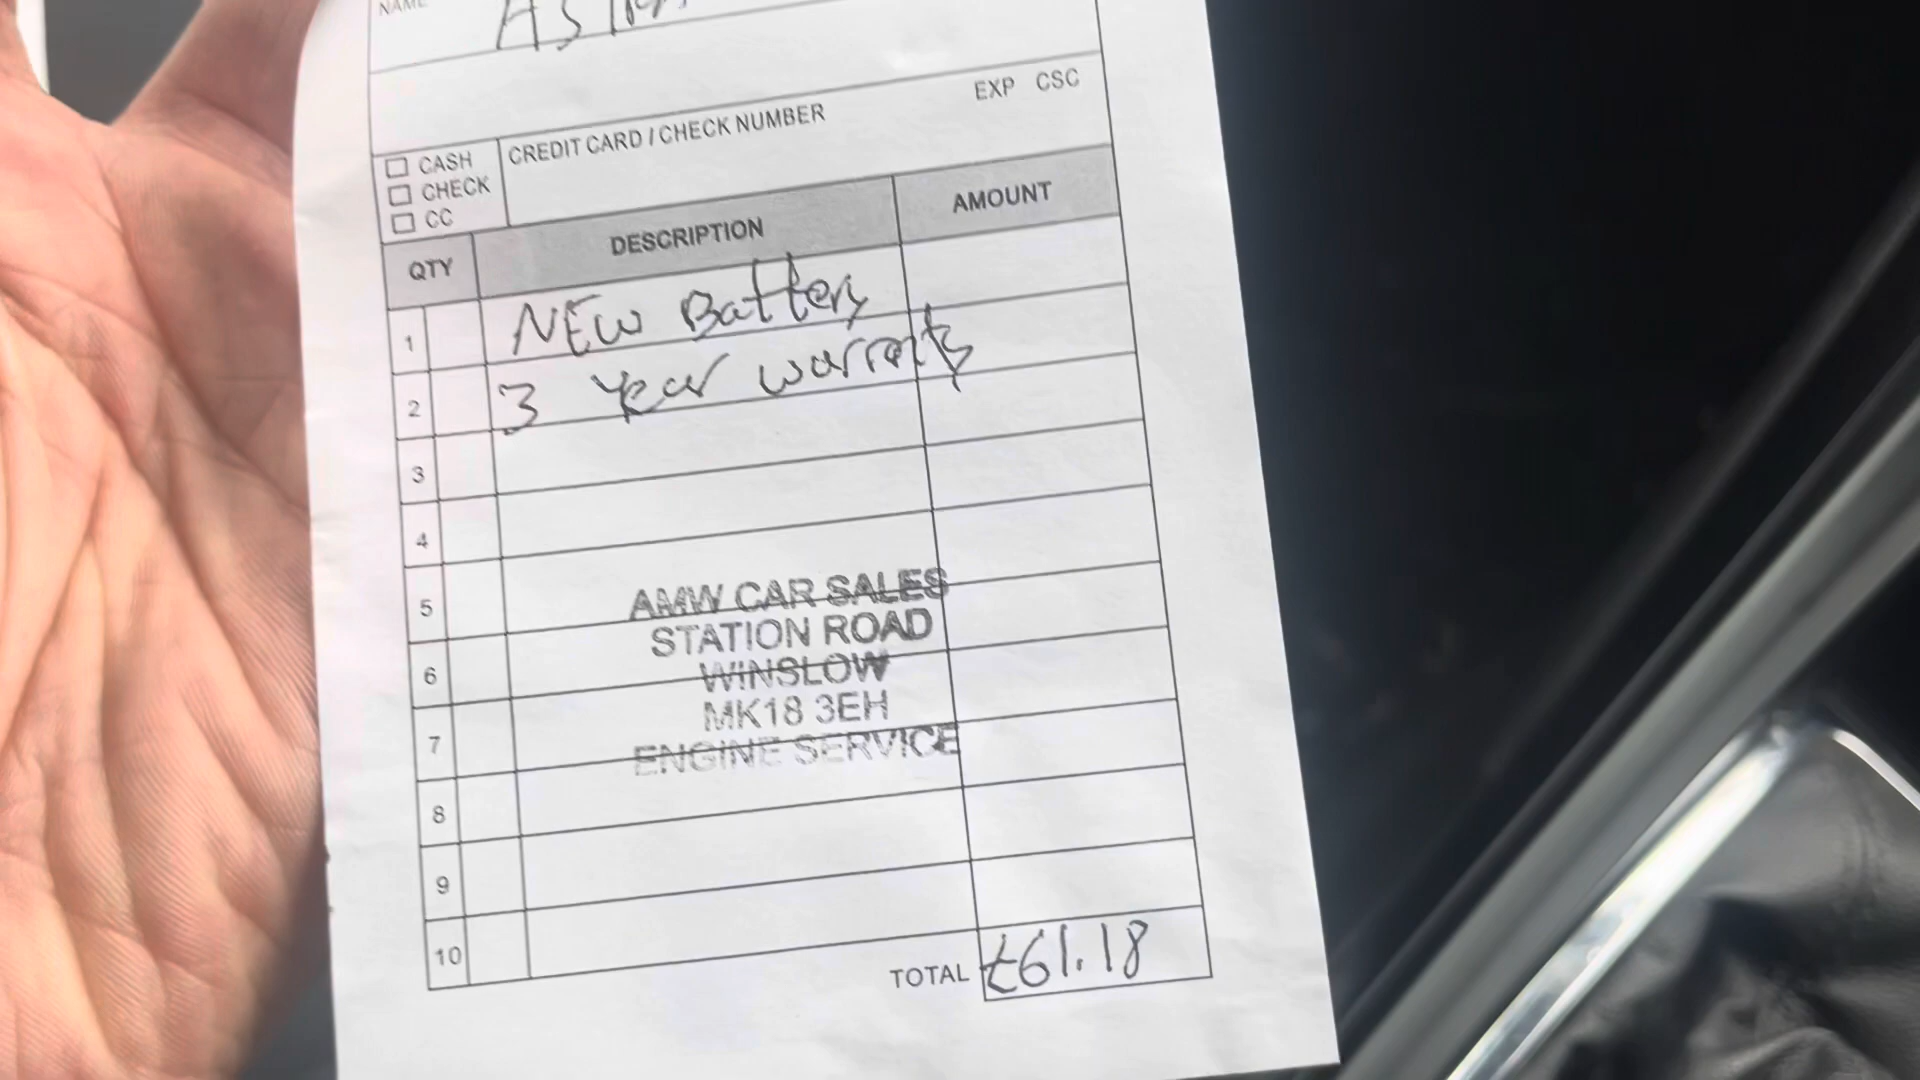 NAME
EXP CSC
CREDIT CARD / CHECK NUMBER
CASH
CHECK
CC
QTY DESCRIPTION AMOUNT
1 NEW Battery
2 3 Year warranty
3
4
5
6
7
8
9
10
AMW CAR SALES
STATION ROAD
WINSLOW
MK18 3EH
ENGINE SERVICE
TOTAL £61.18